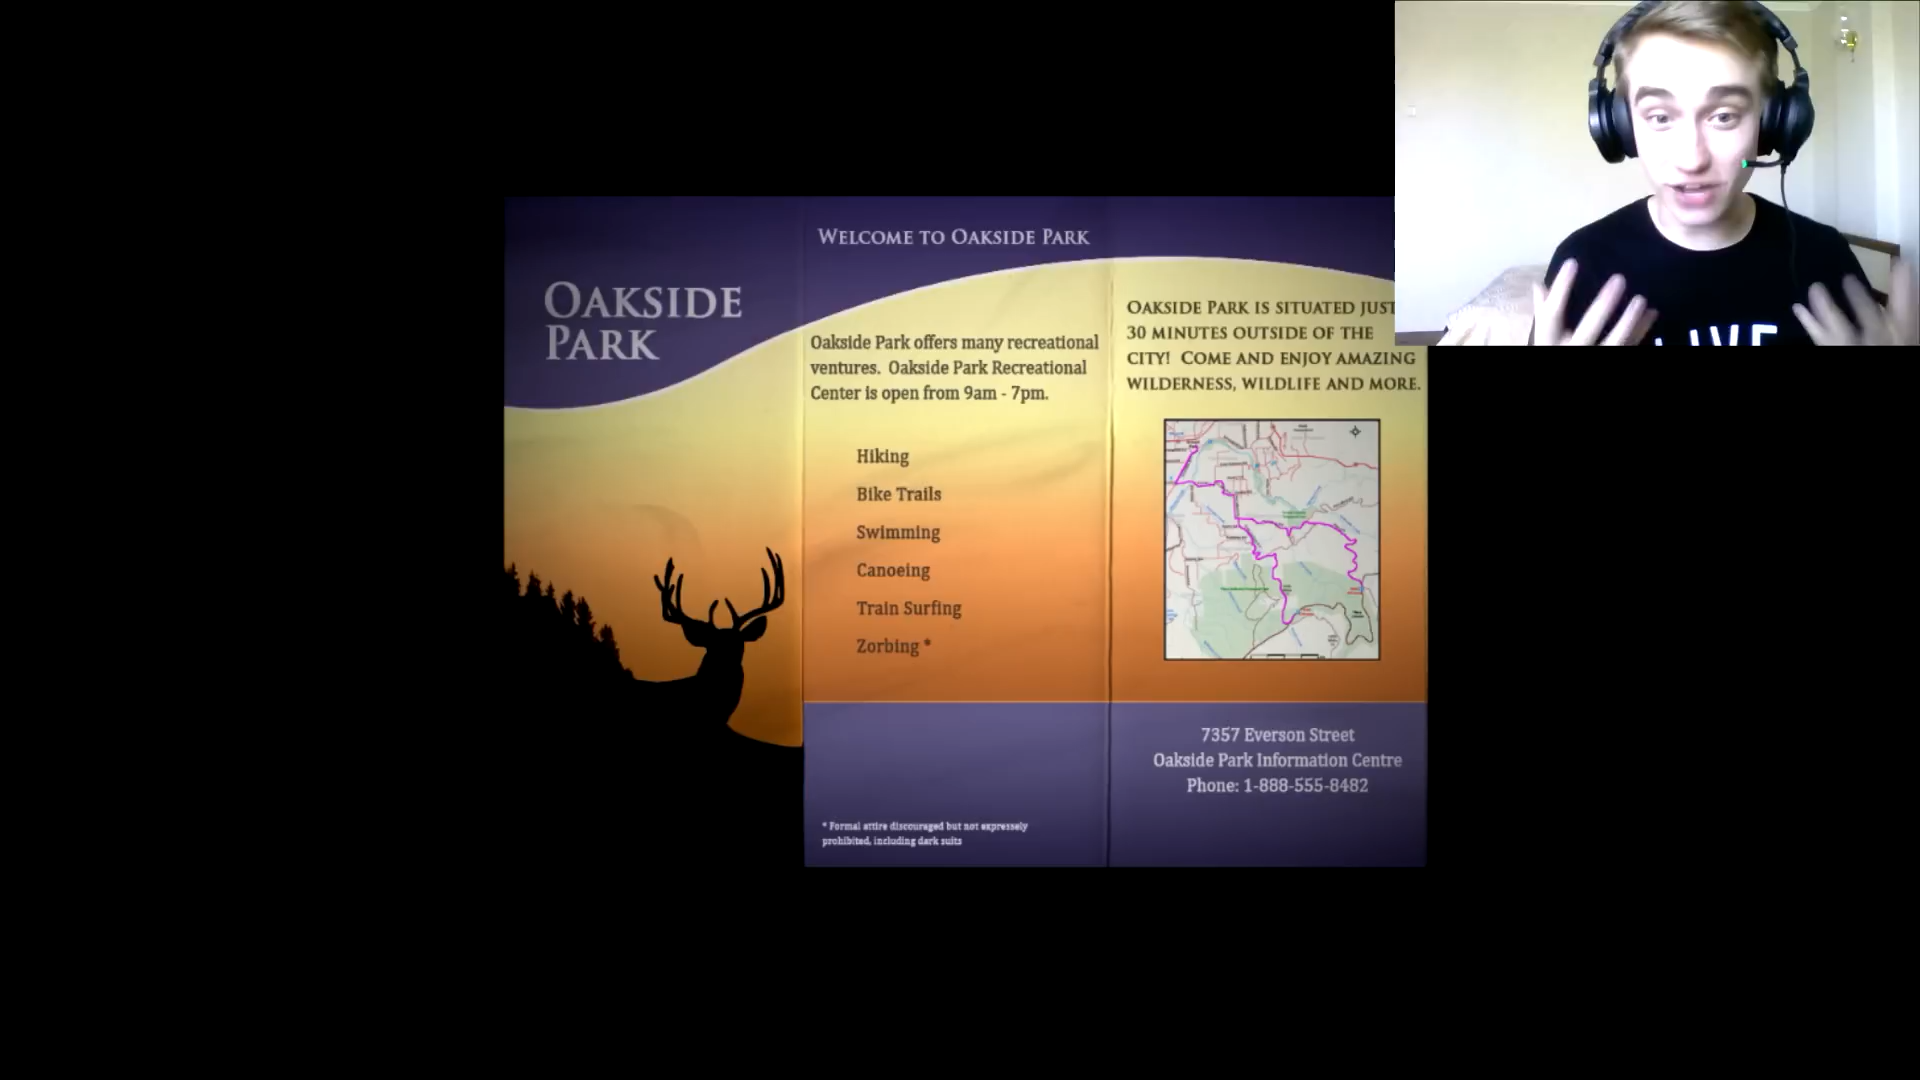 OAKSIDE
PARK
WELCOME TO OAKSIDE PARK
Oakside Park offers many recreational
ventures. Oakside Park Recreational
Center is open from 9am - 7pm.
Hiking
Bike Trails
Swimming
Canoeing
Train Surfing
Zorbing *
* Formal attire discouraged but not expressely
prohibited, including dark suits
OAKSIDE PARK IS SITUATED JUST
30 MINUTES OUTSIDE OF THE
CITY! COME AND ENJOY AMAZING
WILDERNESS, WILDLIFE AND MORE.
7357 Everson Street
Oakside Park Information Centre
Phone: 1-888-555-8482
LIVE